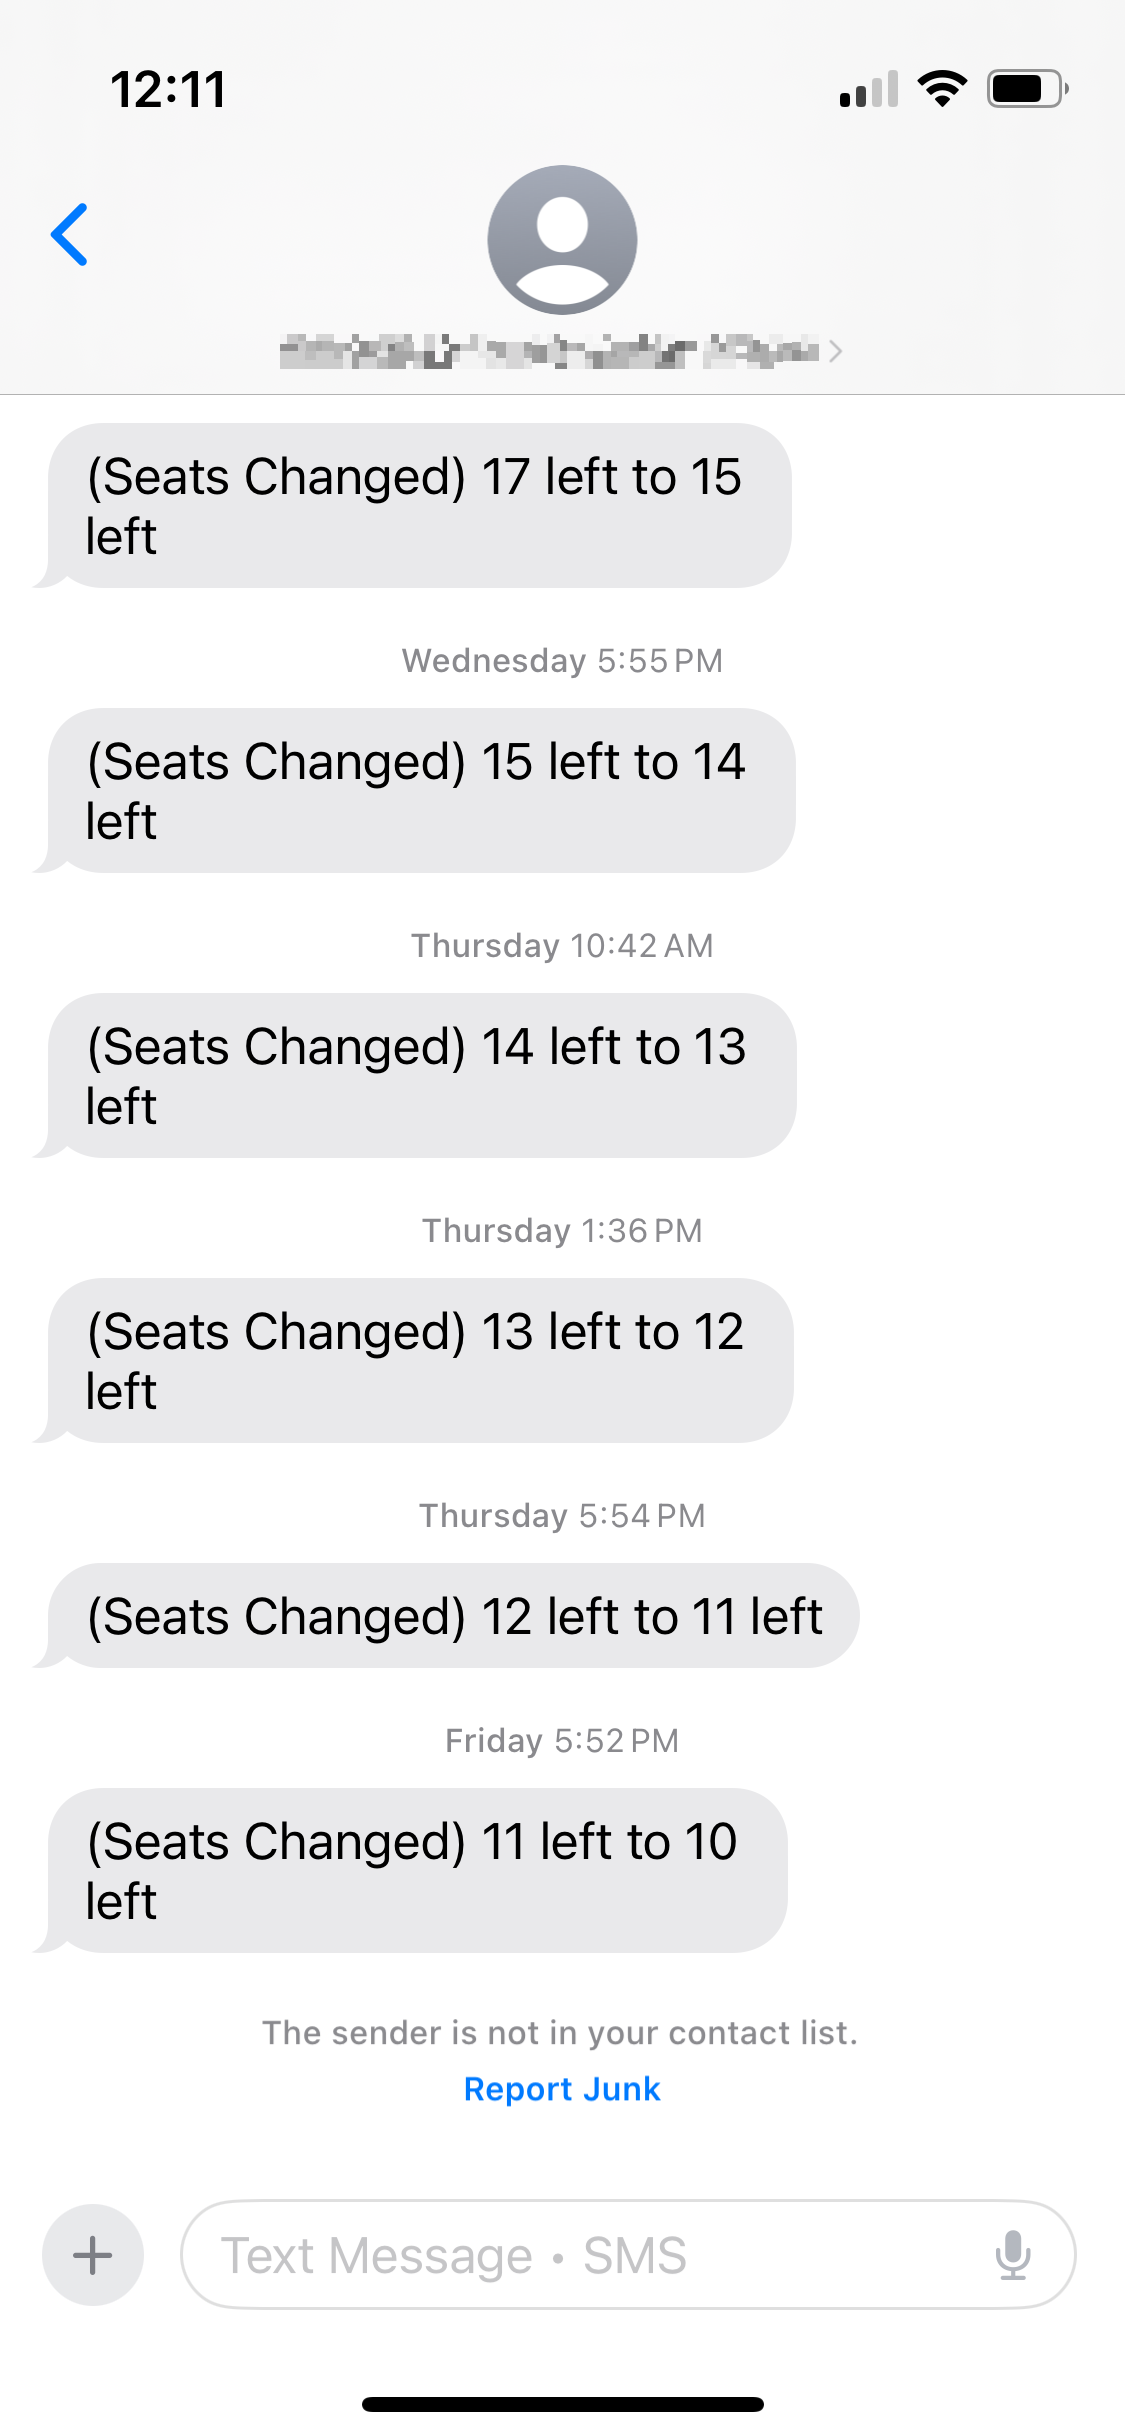 12:11
(Seats Changed) 17 left to 15
left
Wednesday 5:55 PM
(Seats Changed) 15 left to 14
left
Thursday 10:42 AM
(Seats Changed) 14 left to 13
left
Thursday 1:36 PM
(Seats Changed) 13 left to 12
left
Thursday 5:54 PM
(Seats Changed) 12 left to 11 left
Friday 5:52 PM
(Seats Changed) 11 left to 10
left
The sender is not in your contact list.
Report Junk
Text Message • SMS